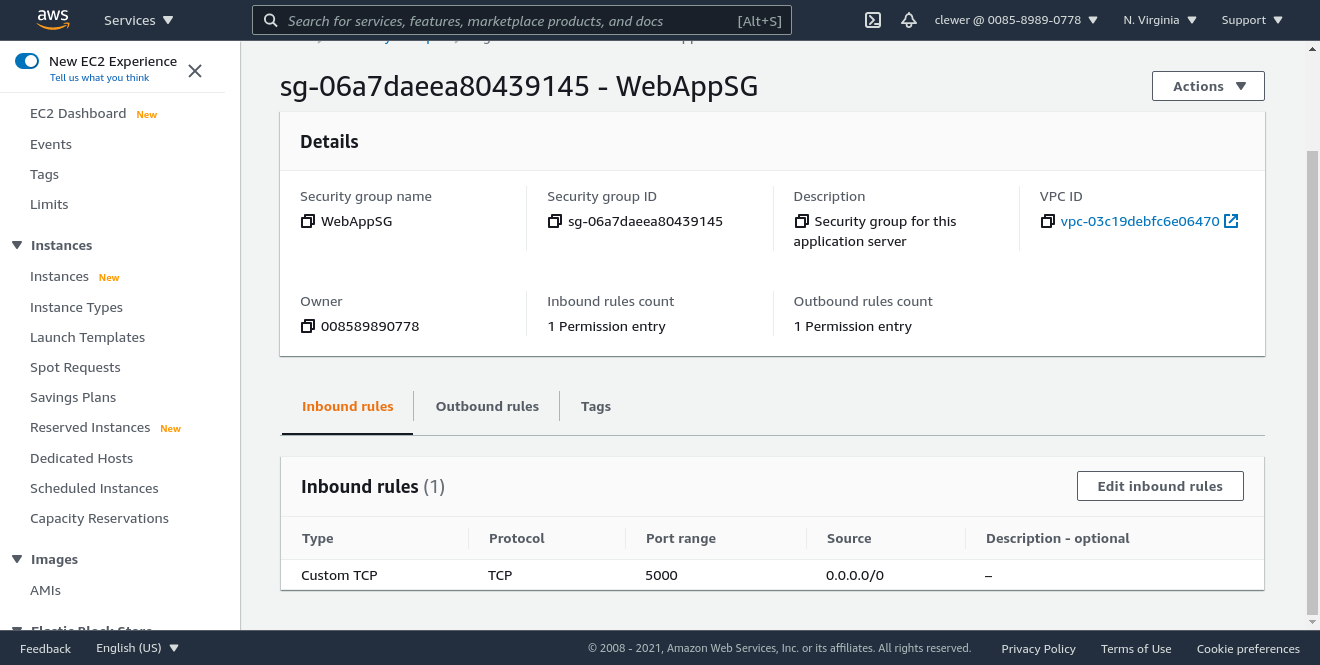 aws Services Search for services, features, marketplace products, and docs [Alt+S] clewer @ 0085-8989-0778 N. Virginia Support
New EC2 Experience
Tell us what you think
EC2 Dashboard New
Events
Tags
Limits
Instances
Instances New
Instance Types
Launch Templates
Spot Requests
Savings Plans
Reserved Instances New
Dedicated Hosts
Scheduled Instances
Capacity Reservations
Images
AMIs
Elastic Block Store
sg-06a7daeea80439145 - WebAppSG
Actions
Details
Security group name
WebAppSG
Security group ID
sg-06a7daeea80439145
Description
Security group for this
application server
VPC ID
vpc-03c19debfc6e06470
Owner
008589890778
Inbound rules count
1 Permission entry
Outbound rules count
1 Permission entry
Inbound rules Outbound rules Tags
Inbound rules (1)
Edit inbound rules
Type Protocol Port range Source Description - optional
Custom TCP TCP 5000 0.0.0.0/0 –
Feedback English (US) © 2008 - 2021, Amazon Web Services, Inc. or its affiliates. All rights reserved. Privacy Policy Terms of Use Cookie preferences